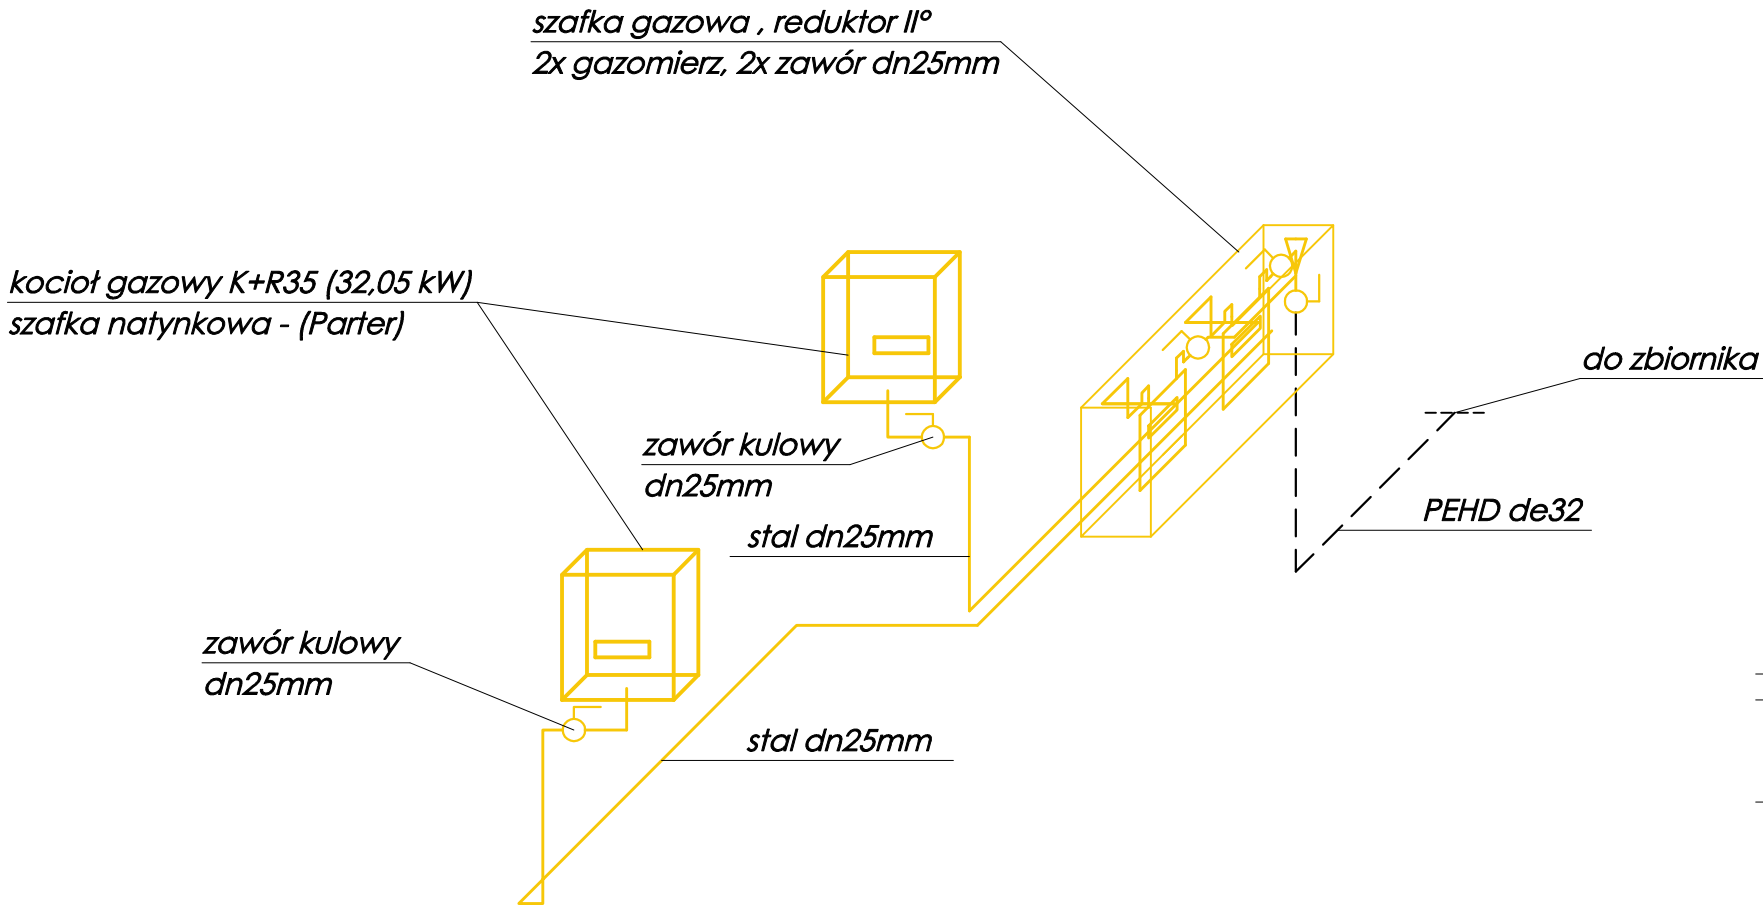 szafka gazowa , reduktor II°
2x gazomierz, 2x zawór dn25mm
kocioł gazowy K+R35 (32,05 kW)
szafka natynkowa - (Parter)
do zbiornika
zawór kulowy
dn25mm
PEHD de32
stal dn25mm
zawór kulowy
dn25mm
stal dn25mm